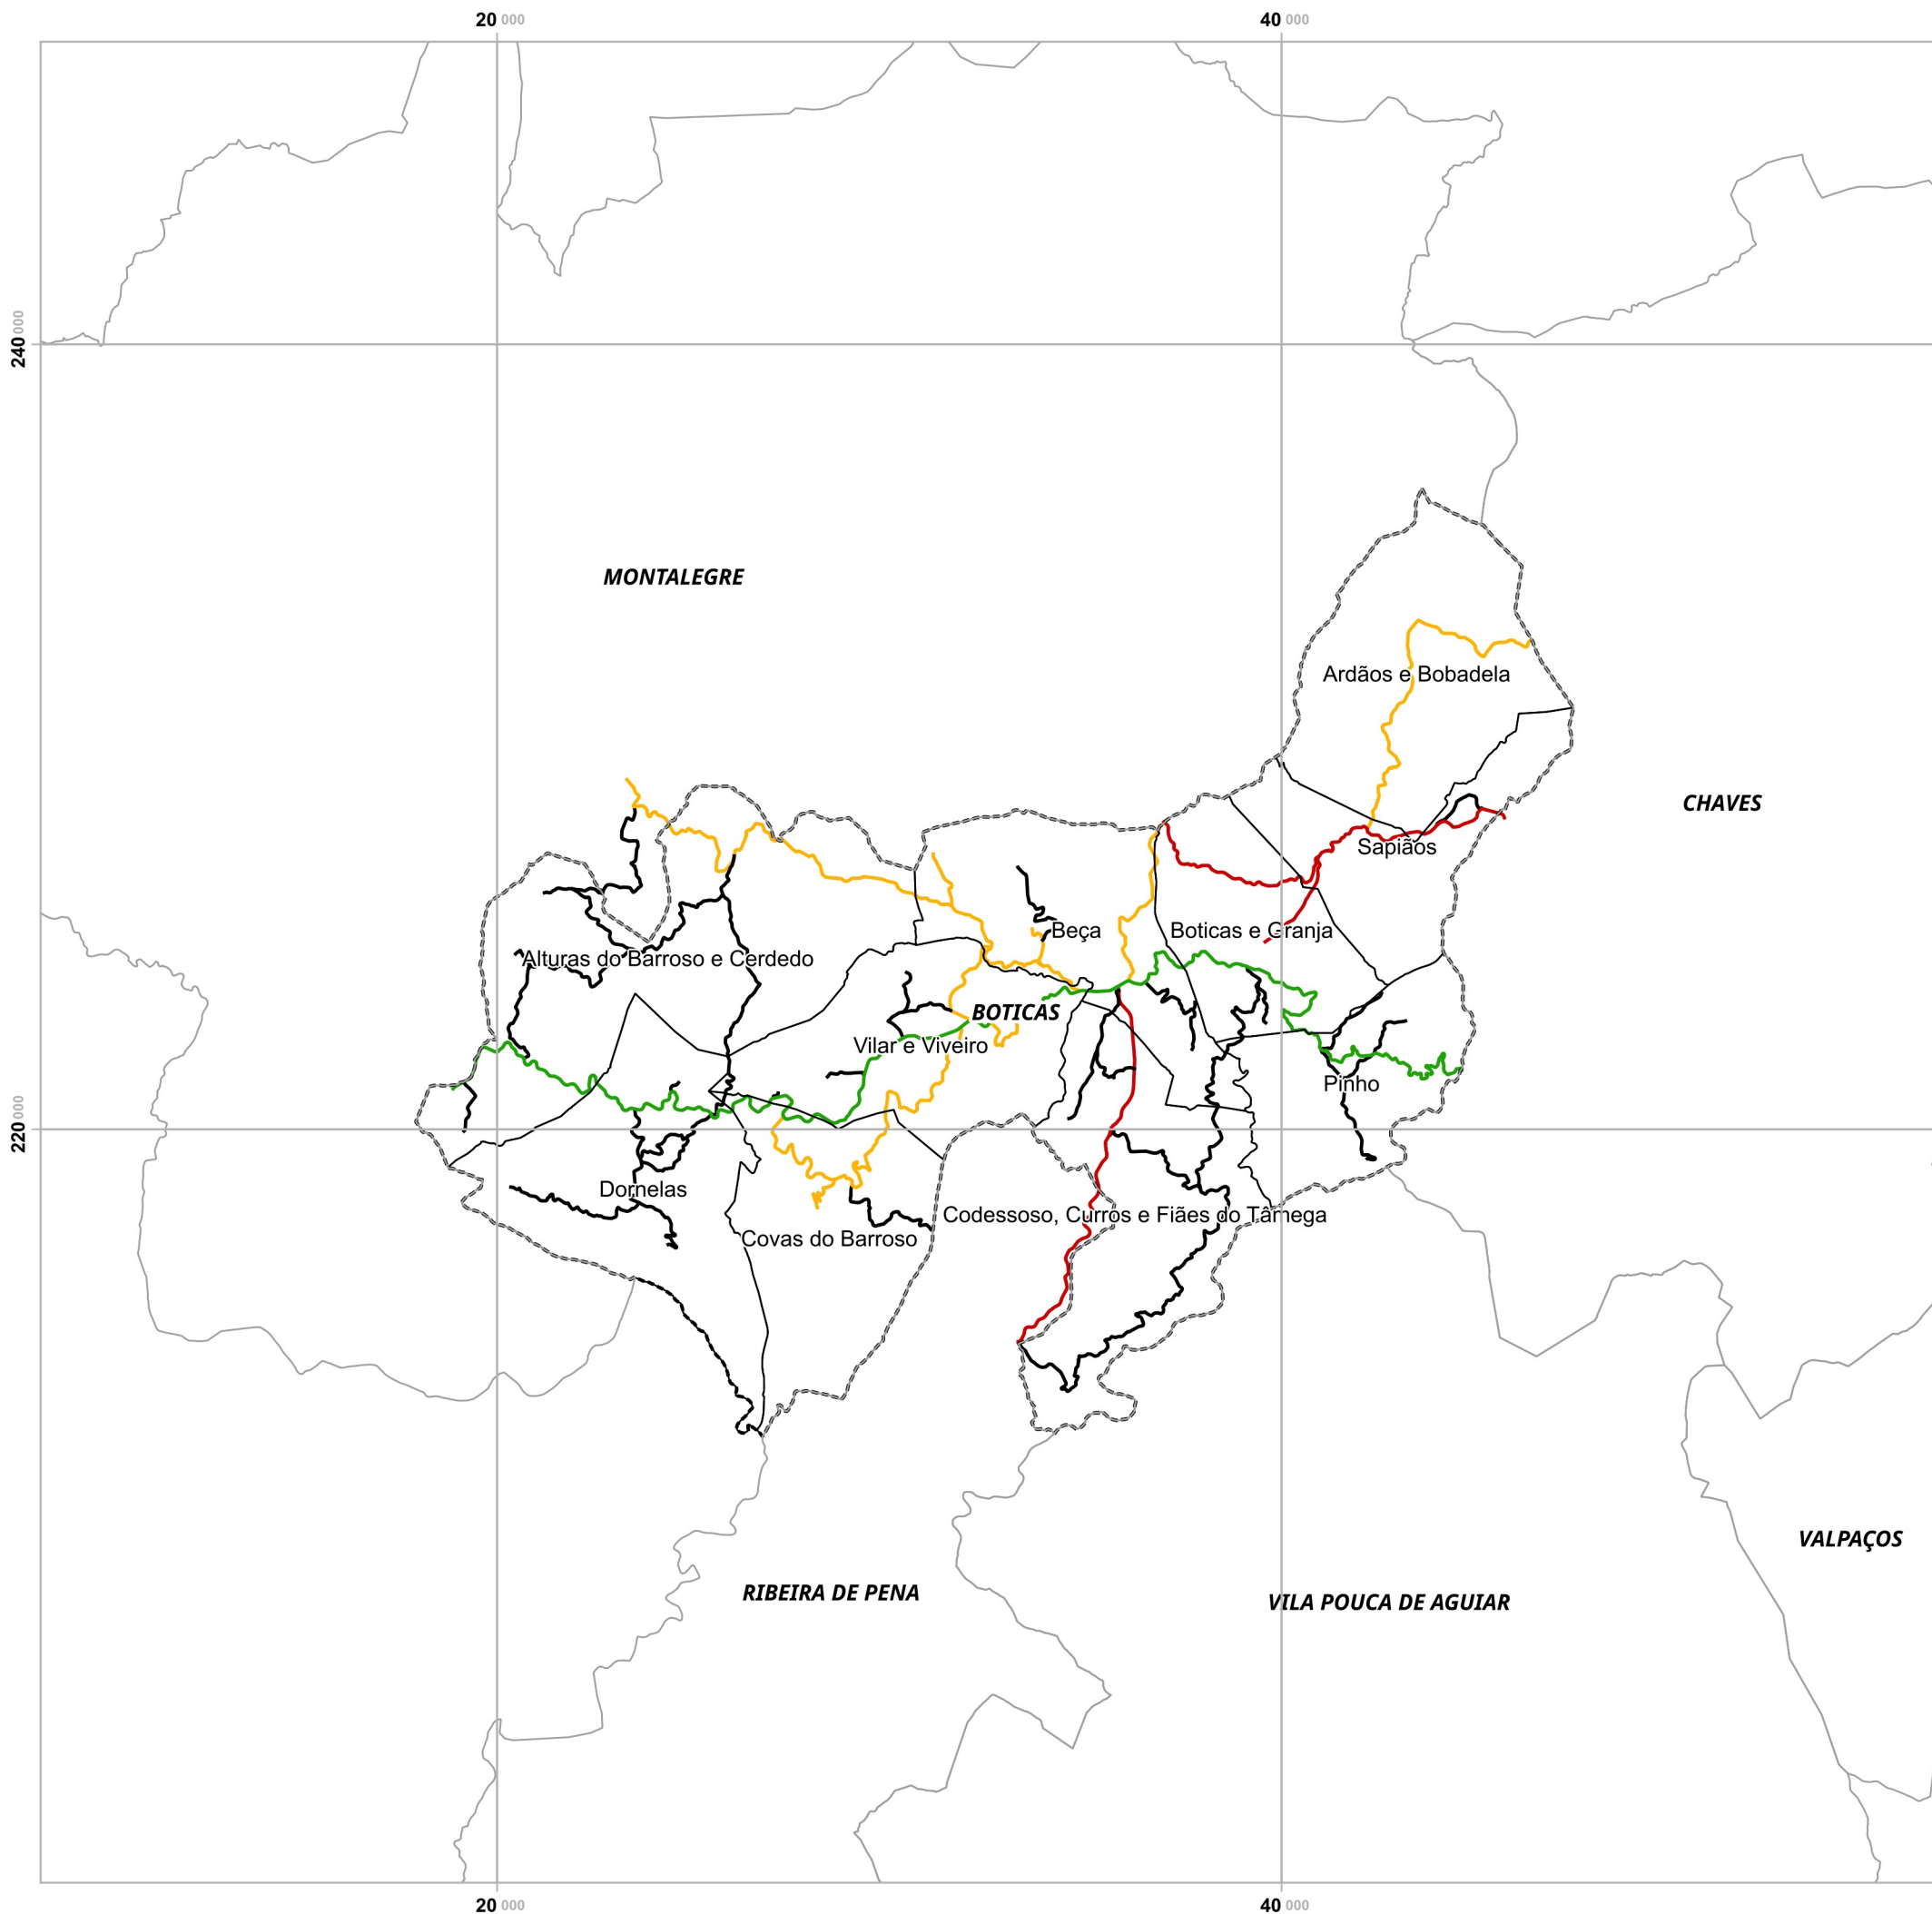 20 000
40 000
240 000
MONTALEGRE
Ardãos e Bobadela
CHAVES
Sapiãos
Beça
Boticas e Granja
Alturas do Barroso e Cerdedo
BOTICAS
Vilar e Viveiro
Pinho
220 000
Dornelas
Codessoso, Curros e Fiães do Tâmega
Covas do Barroso
VALPAÇOS
RIBEIRA DE PENA
VILA POUCA DE AGUIAR
20 000
40 000